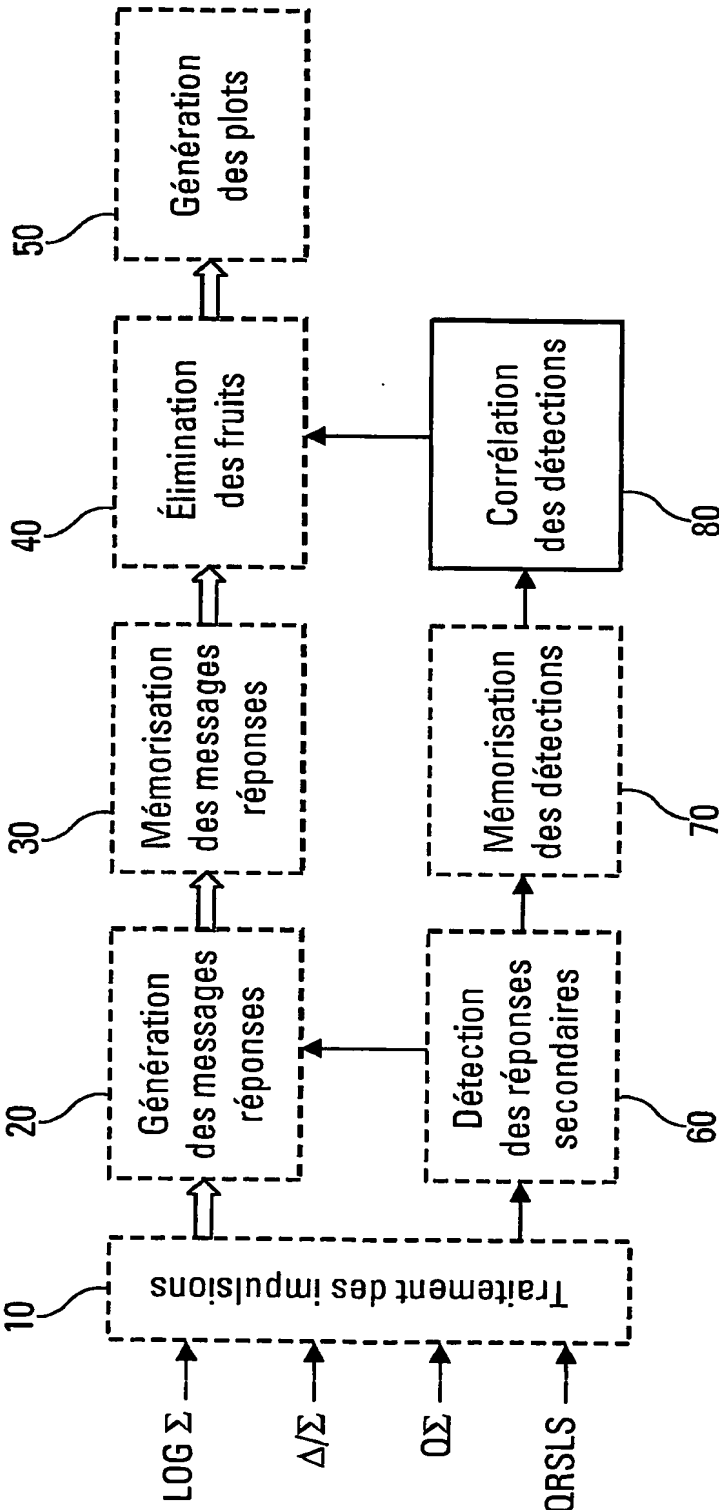 LOG Σ
Δ/Σ
QΣ
QRSLS
10
Traitement des impulsions
20
Génération
des messages
réponses
30
Mémorisation
des messages
réponses
40
Élimination
des fruits
50
Génération
des plots
60
Détection
des réponses
secondaires
70
Mémorisation
des détections
80
Corrélation
des détections